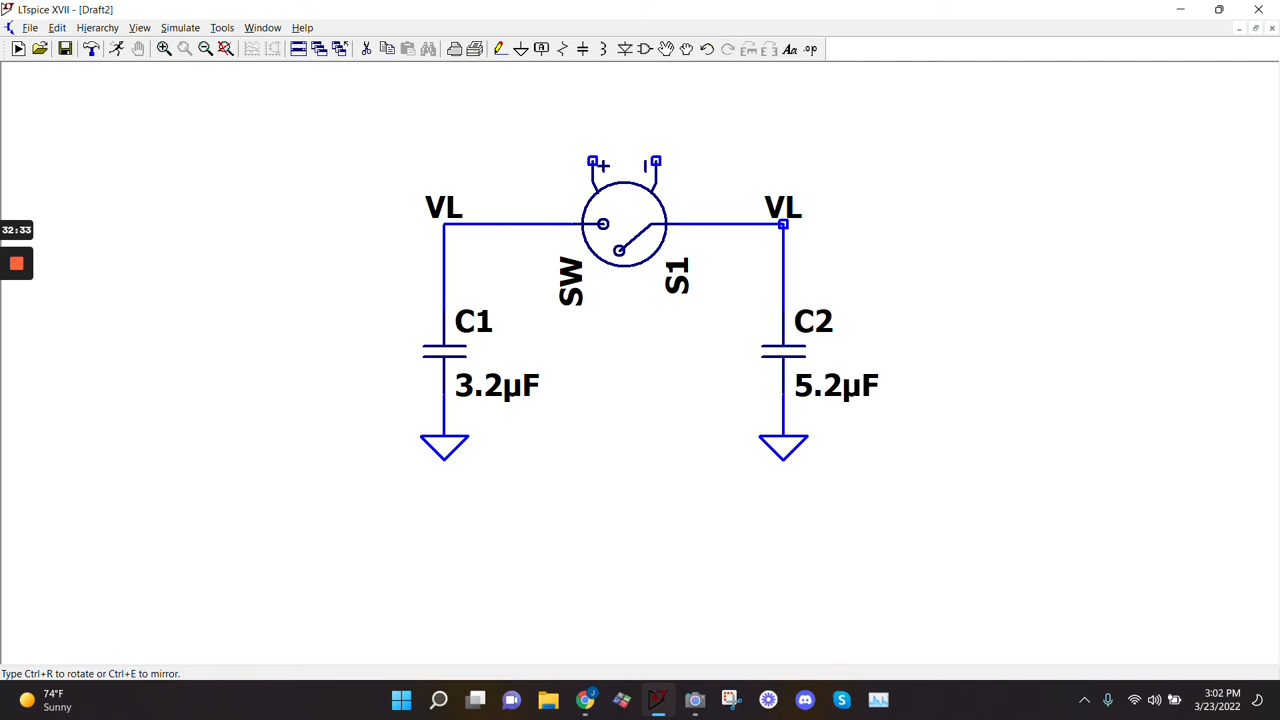 LTspice XVII - [Draft2]
File Edit Hierarchy View Simulate Tools Window Help
Aa .op
+ −
VL VL
32:33
SW S1
C1 C2
3.2µF 5.2µF
Type Ctrl+R to rotate or Ctrl+E to mirror.
74°F
Sunny
3:02 PM
3/23/2022